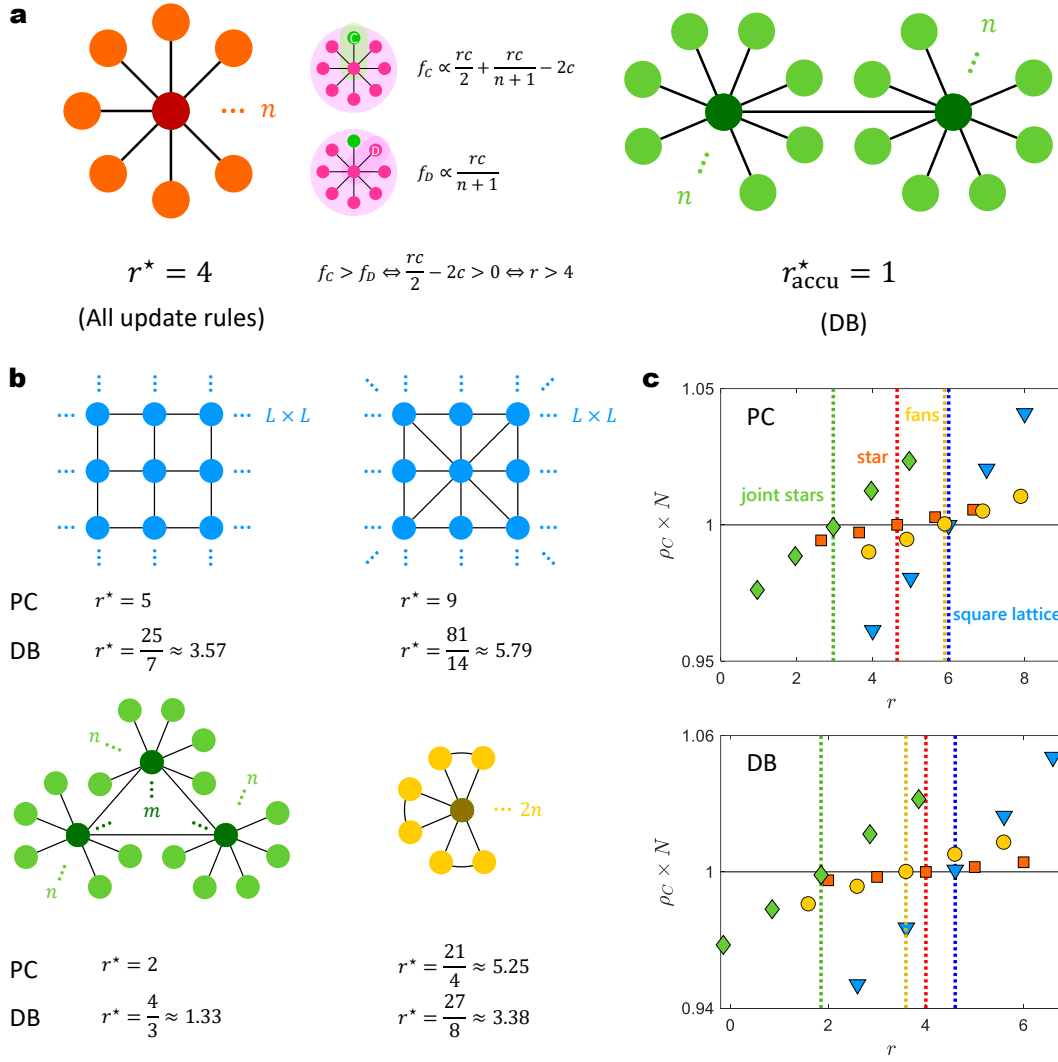 a
C
f_C ∝ rc/2 + rc/(n+1) − 2c
··· n
D
f_D ∝ rc/(n+1)
n
n
r⋆ = 4
(All update rules)
f_C > f_D ⇔ rc/2 − 2c > 0 ⇔ r > 4
r⋆_accu = 1
(DB)
b
··· L × L
··· L × L
PC r⋆ = 5 r⋆ = 9
DB r⋆ = 25/7 ≈ 3.57 r⋆ = 81/14 ≈ 5.79
n
n
m
n
··· 2n
PC r⋆ = 2 r⋆ = 21/4 ≈ 5.25
DB r⋆ = 4/3 ≈ 1.33 r⋆ = 27/8 ≈ 3.38
c
1.05
PC
fans
star
joint stars
1
ρ_C × N
square lattice
0.95
0 2 4 6 8
r
1.06
DB
1
ρ_C × N
0.94
0 2 4 6
r